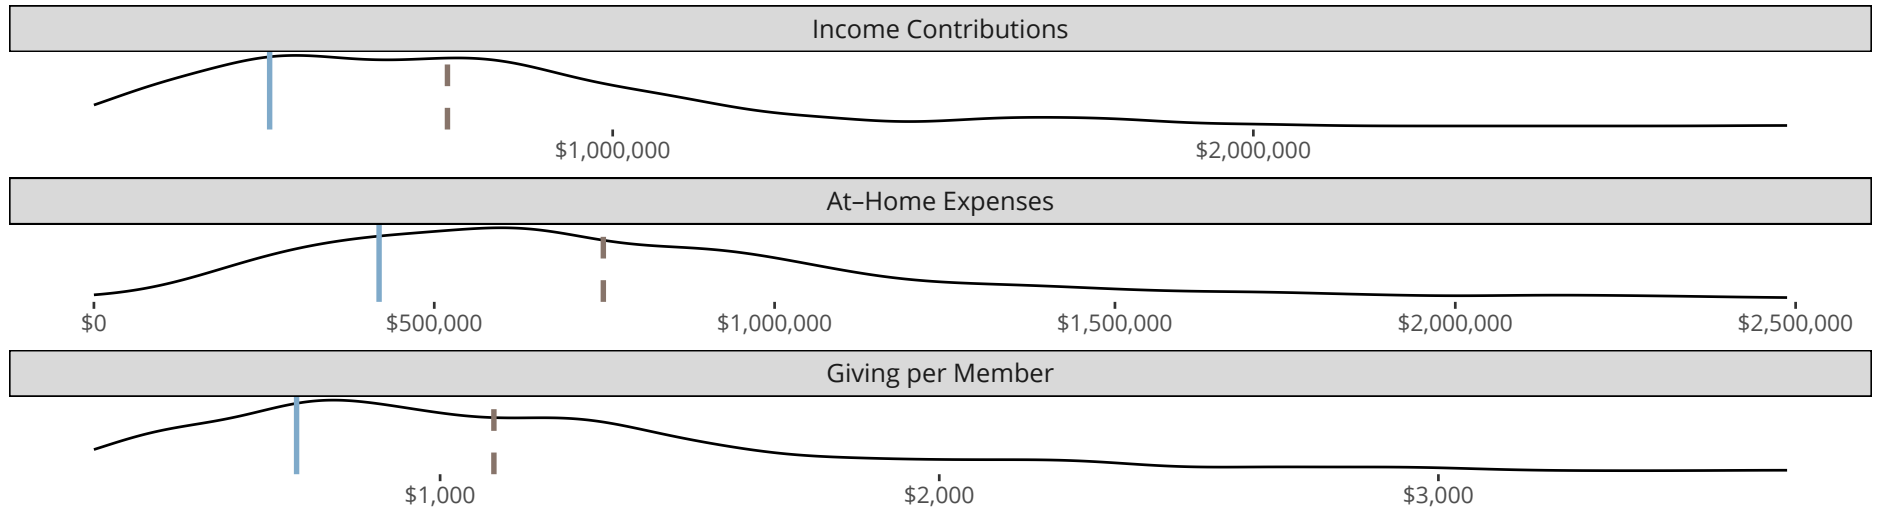 Income Contributions
$1,000,000 $2,000,000
At–Home Expenses
$0 $500,000 $1,000,000 $1,500,000 $2,000,000 $2,500,000
Giving per Member
$1,000 $2,000 $3,000